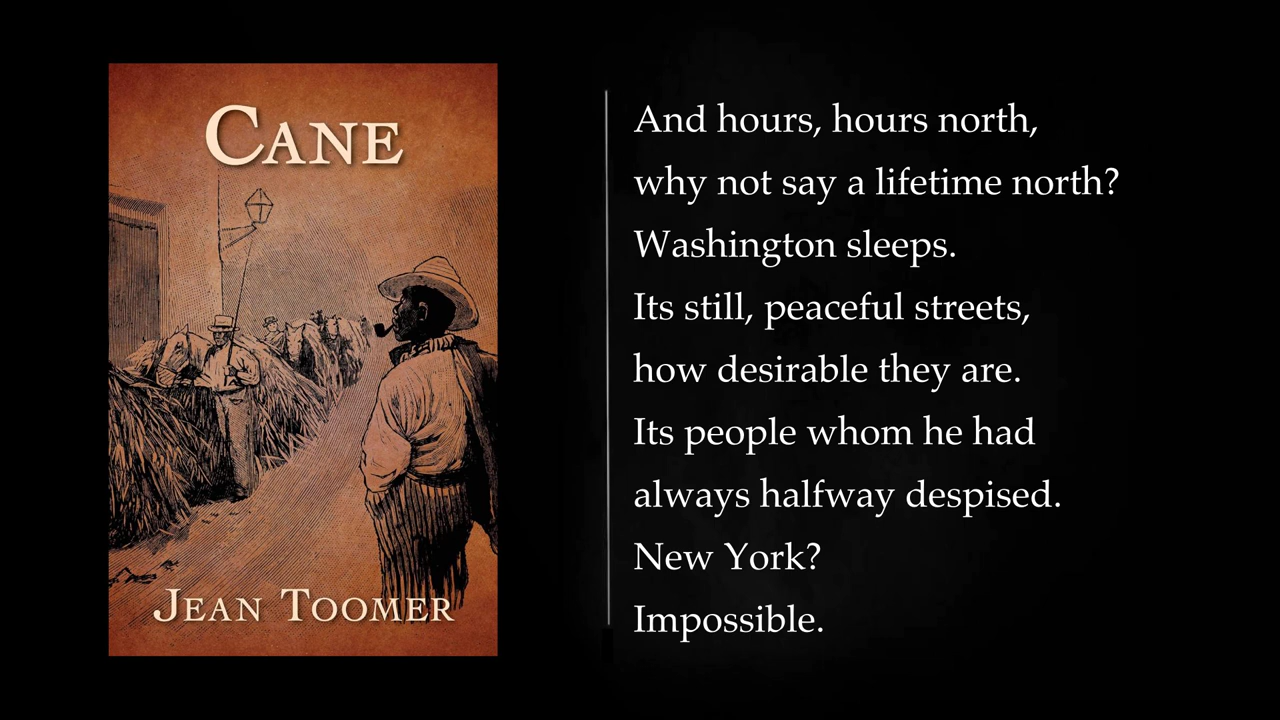 CANE
JEAN TOOMER
And hours, hours north,
why not say a lifetime north?
Washington sleeps.
Its still, peaceful streets,
how desirable they are.
Its people whom he had
always halfway despised.
New York?
Impossible.